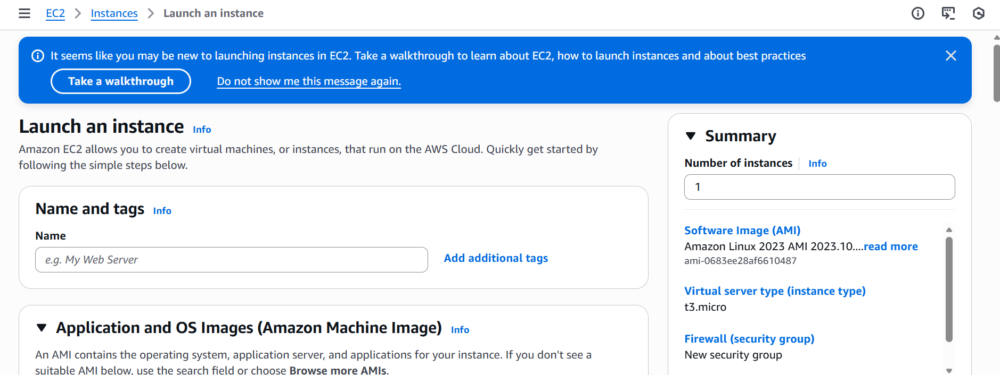 EC2 > Instances > Launch an instance
It seems like you may be new to launching instances in EC2. Take a walkthrough to learn about EC2, how to launch instances and about best practices
Take a walkthrough
Do not show me this message again.
Launch an instance Info
Amazon EC2 allows you to create virtual machines, or instances, that run on the AWS Cloud. Quickly get started by
following the simple steps below.
Name and tags Info
Name
e.g. My Web Server
Add additional tags
Application and OS Images (Amazon Machine Image) Info
An AMI contains the operating system, application server, and applications for your instance. If you don't see a
suitable AMI below, use the search field or choose Browse more AMIs.
Summary
Number of instances Info
1
Software Image (AMI)
Amazon Linux 2023 AMI 2023.10....read more
ami-0683ee28af6610487
Virtual server type (instance type)
t3.micro
Firewall (security group)
New security group